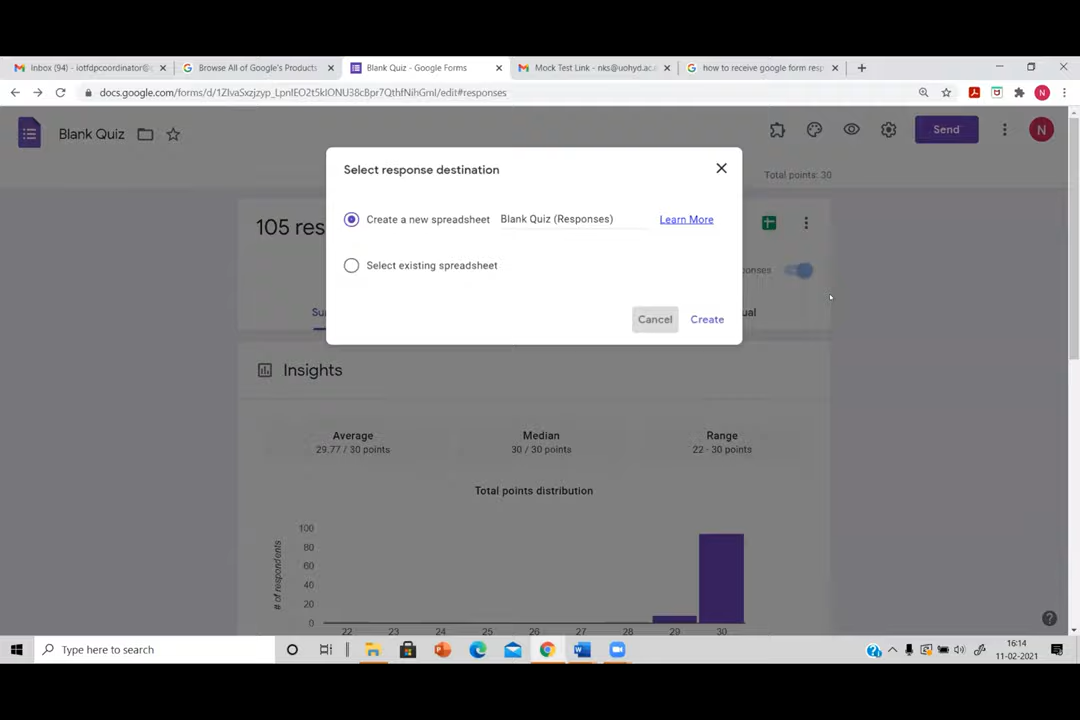 Inbox (94) - iotfdpcoordinator@
Browse All of Google's Products
Blank Quiz - Google Forms
Mock Test Link - nks@uohyd.ac.
how to receive google form resp
docs.google.com/forms/d/
/edit#responses
Blank Quiz
Send
N
Total points: 30
Select response destination
Create a new spreadsheet
Blank Quiz (Responses)
Learn More
Select existing spreadsheet
Cancel
Create
105 res
onses
Su
ual
Insights
Average
29.77 / 30 points
Median
30 / 30 points
Range
22 - 30 points
Total points distribution
# of respondents
100
80
60
40
20
0
22 23 24 25 26 27 28 29 30
Type here to search
16:14
11-02-2021